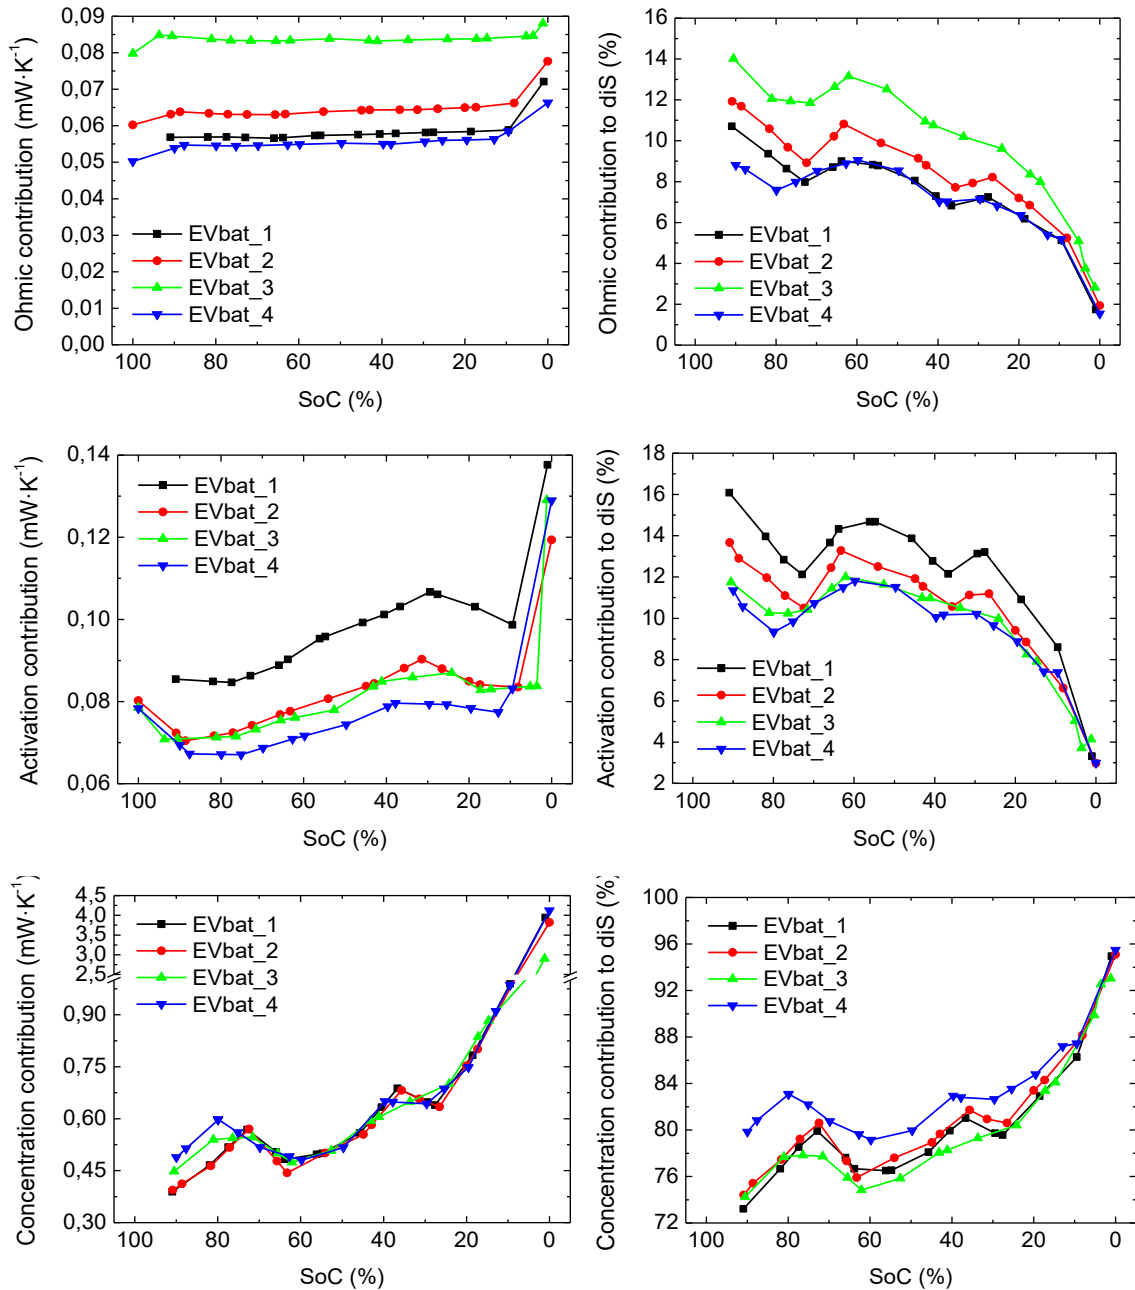 Ohmic contribution (mW·K⁻¹)
0,09
0,08
0,07
0,06
0,05
0,04
0,03
0,02
0,01
0,00
EVbat_1
EVbat_2
EVbat_3
EVbat_4
100 80 60 40 20 0
SoC (%)
Ohmic contribution to diS (%)
16
14
12
10
8
6
4
2
0
EVbat_1
EVbat_2
EVbat_3
EVbat_4
100 80 60 40 20 0
SoC (%)
Activation contribution (mW·K⁻¹)
0,14
0,12
0,10
0,08
0,06
EVbat_1
EVbat_2
EVbat_3
EVbat_4
100 80 60 40 20 0
SoC (%)
Activation contribution to diS (%)
18
16
14
12
10
8
6
4
2
EVbat_1
EVbat_2
EVbat_3
EVbat_4
100 80 60 40 20 0
SoC (%)
Concentration contribution (mW·K⁻¹)
4,5
4,0
3,5
3,0
2,5
0,90
0,75
0,60
0,45
0,30
EVbat_1
EVbat_2
EVbat_3
EVbat_4
100 80 60 40 20 0
SoC (%)
Concentration contribution to diS (%)
100
96
92
88
84
80
76
72
EVbat_1
EVbat_2
EVbat_3
EVbat_4
100 80 60 40 20 0
SoC (%)